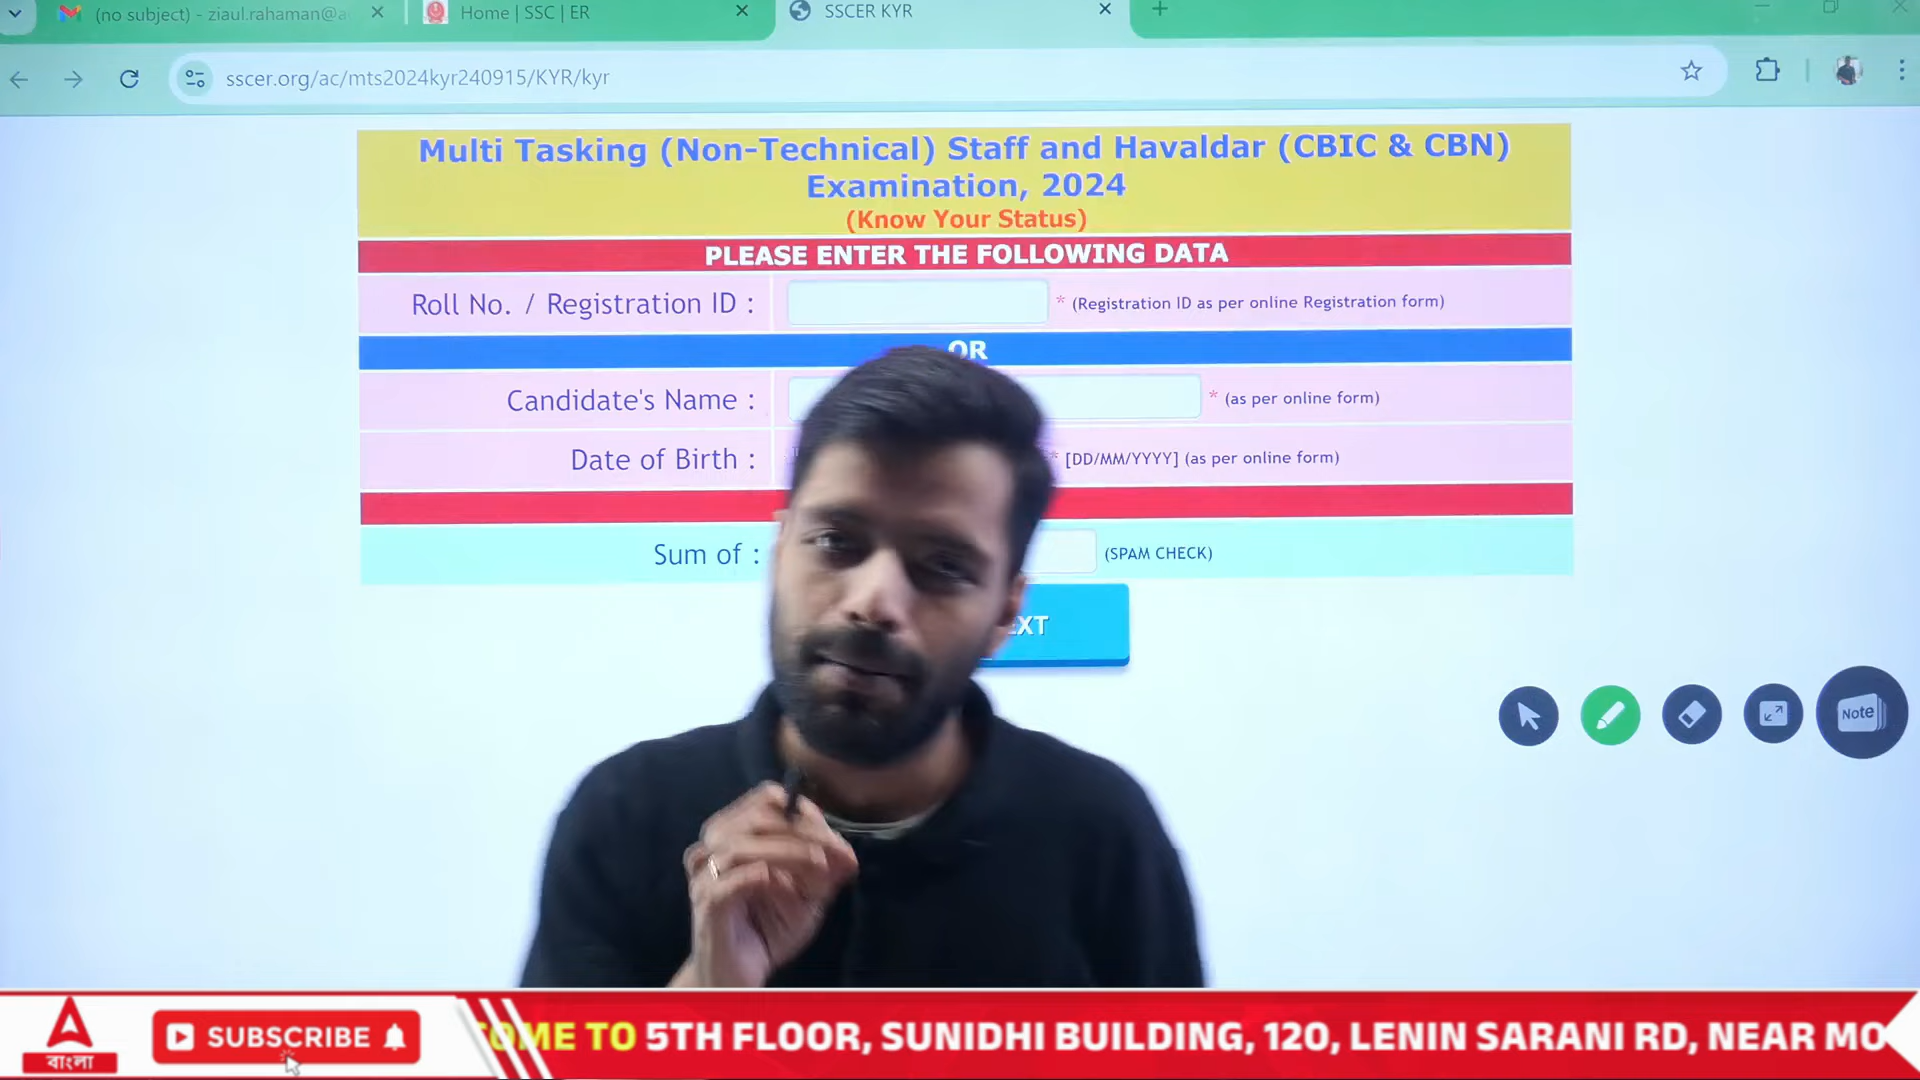 (no subject) - ziaul.rahaman@a
Home | SSC | ER
SSCER KYR
sscer.org/ac/mts2024kyr240915/KYR/kyr
Multi Tasking (Non-Technical) Staff and Havaldar (CBIC & CBN)
Examination, 2024
(Know Your Status)
PLEASE ENTER THE FOLLOWING DATA
Roll No. / Registration ID : * (Registration ID as per online Registration form)
OR
Candidate's Name : * (as per online form)
Date of Birth : * [DD/MM/YYYY] (as per online form)
Sum of : (SPAM CHECK)
EXT
Note
বাংলা
SUBSCRIBE
OME TO 5TH FLOOR, SUNIDHI BUILDING, 120, LENIN SARANI RD, NEAR MO